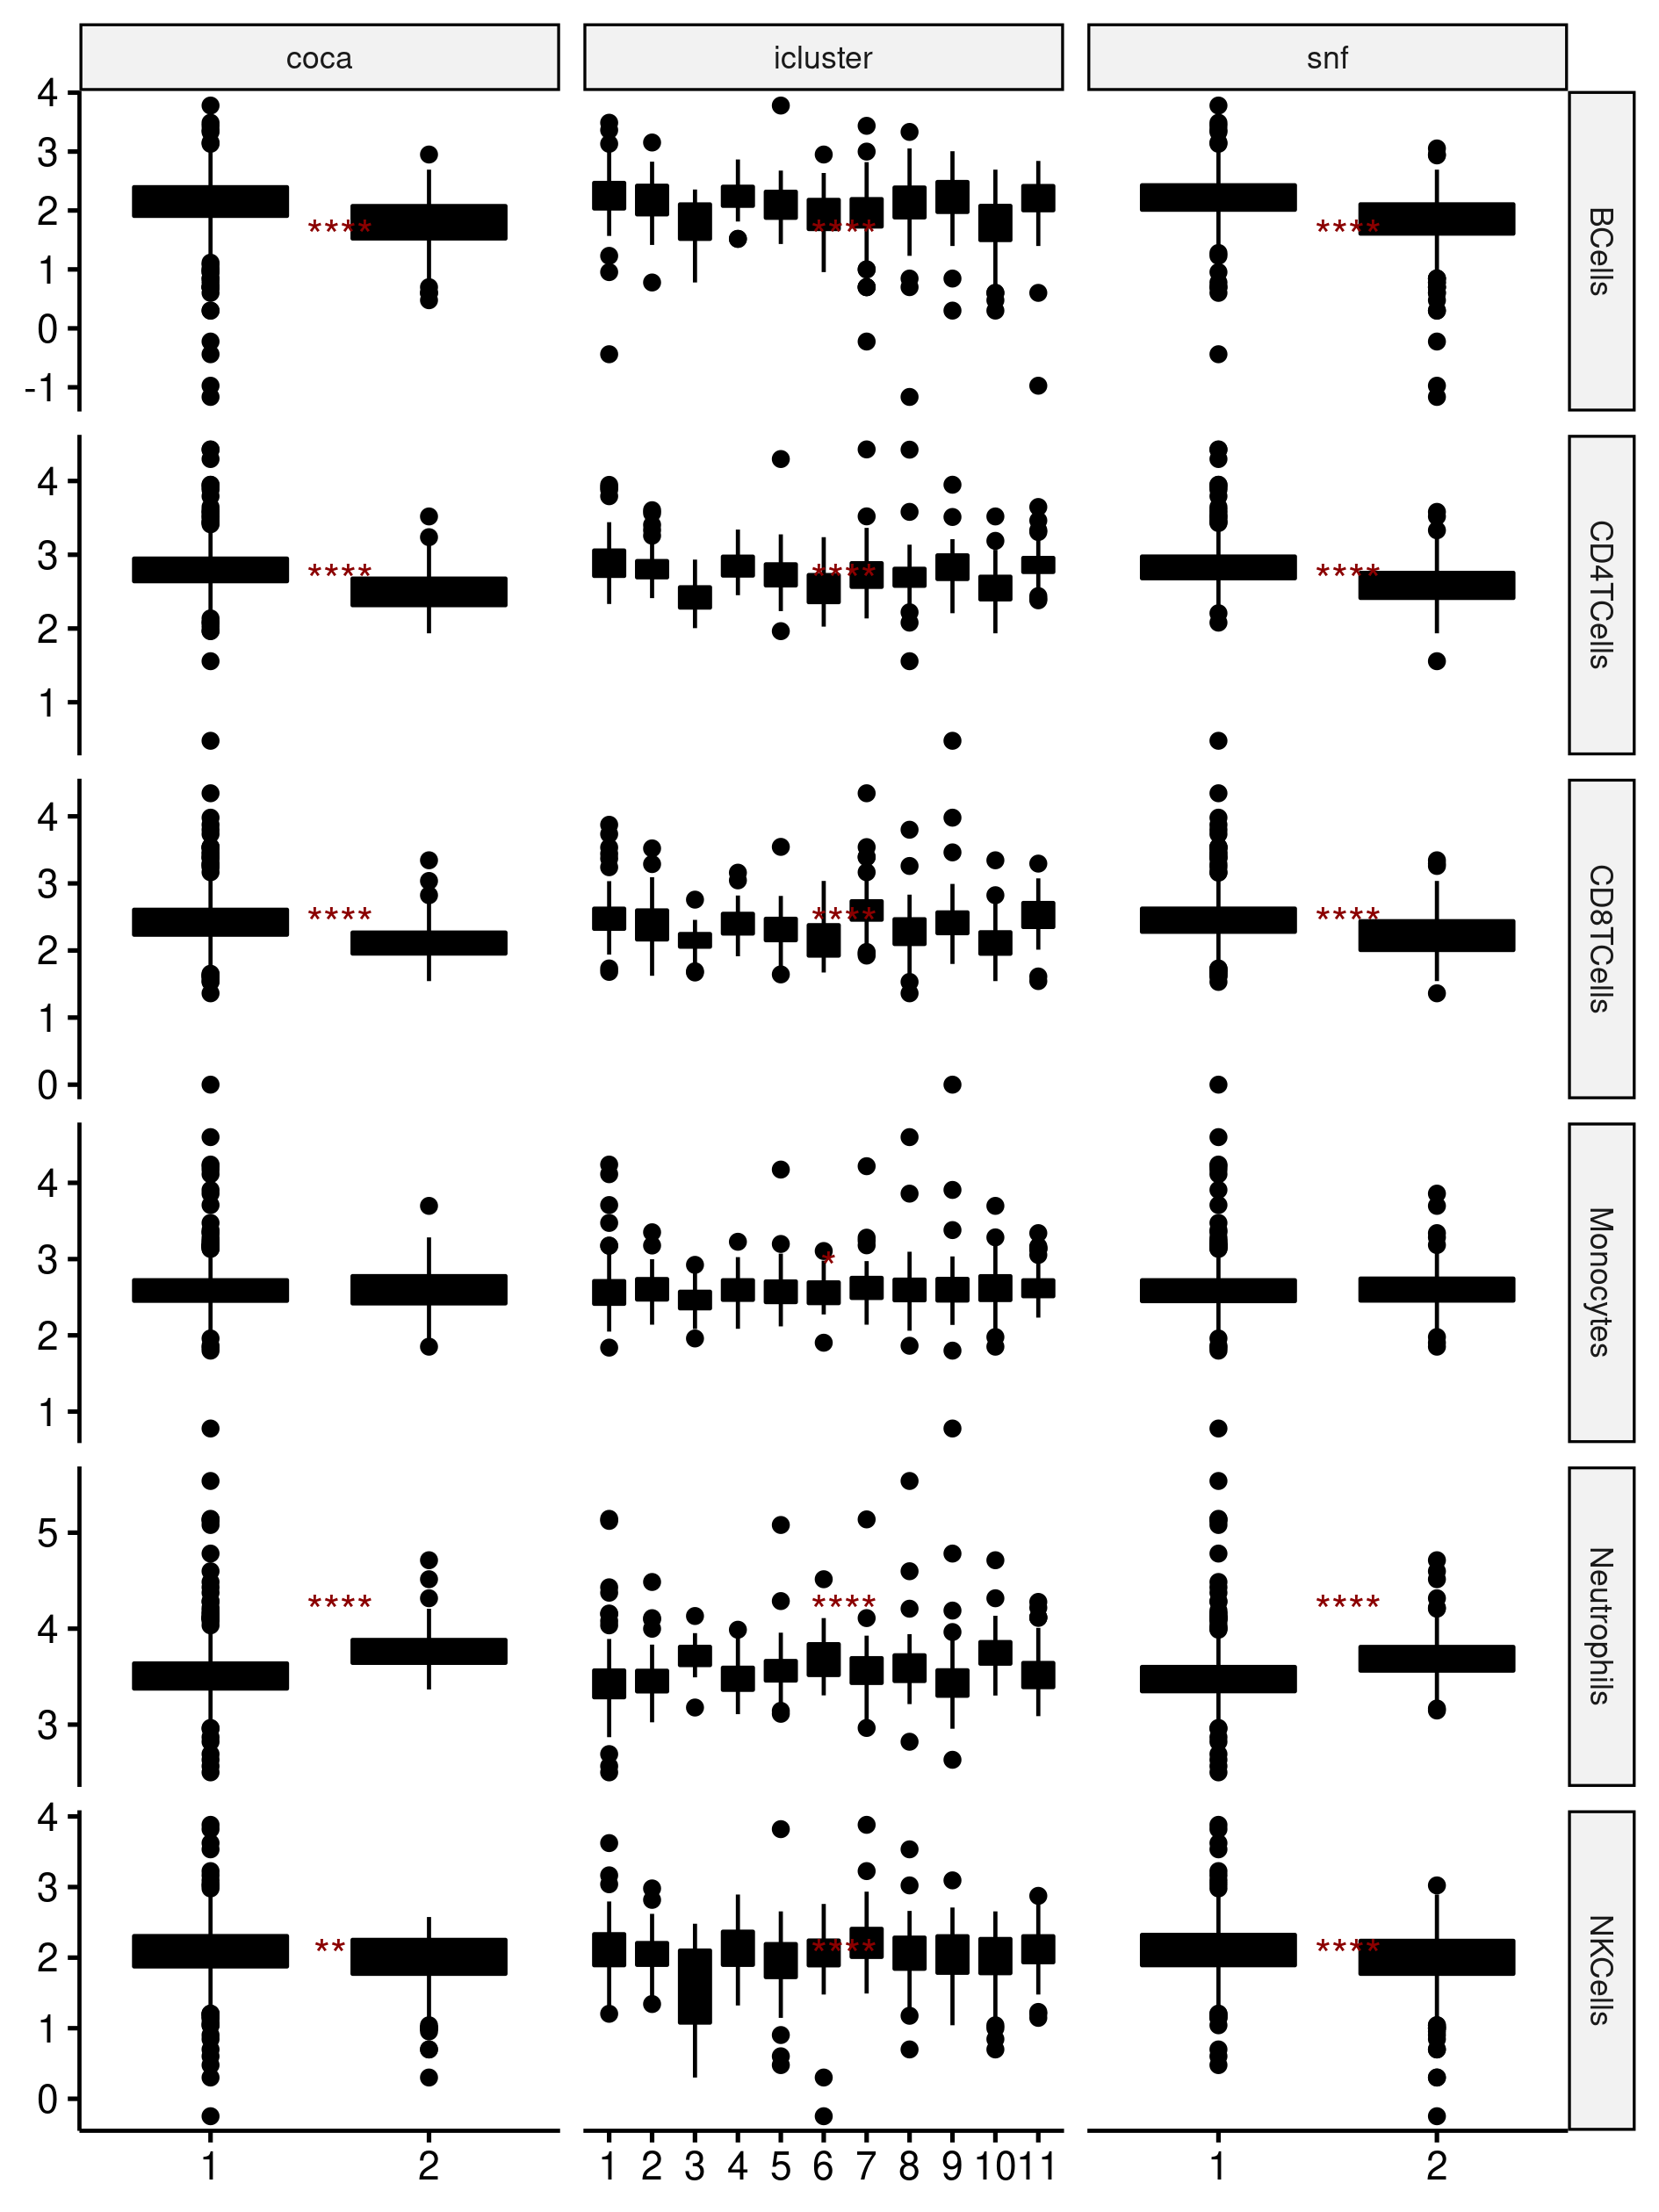 coca icluster snf
4
3
2
1
0
-1
**** **** ****
BCells
4
3
2
1
**** **** ****
CD4TCells
4
3
2
1
0
**** **** ****
CD8TCells
4
3
2
1
*
Monocytes
5
4
3
**** **** ****
Neutrophils
4
3
2
1
0
** **** ****
NKCells
1 2 1 2 3 4 5 6 7 8 9 10 11 1 2